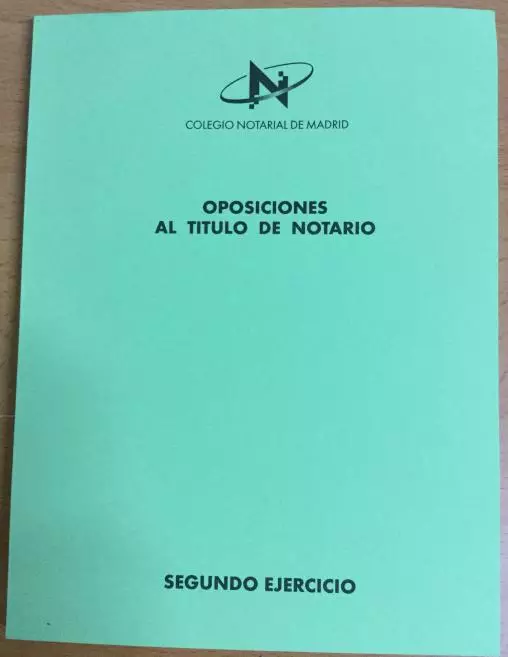 COLEGIO NOTARIAL DE MADRID
OPOSICIONES
AL TITULO DE NOTARIO
SEGUNDO EJERCICIO